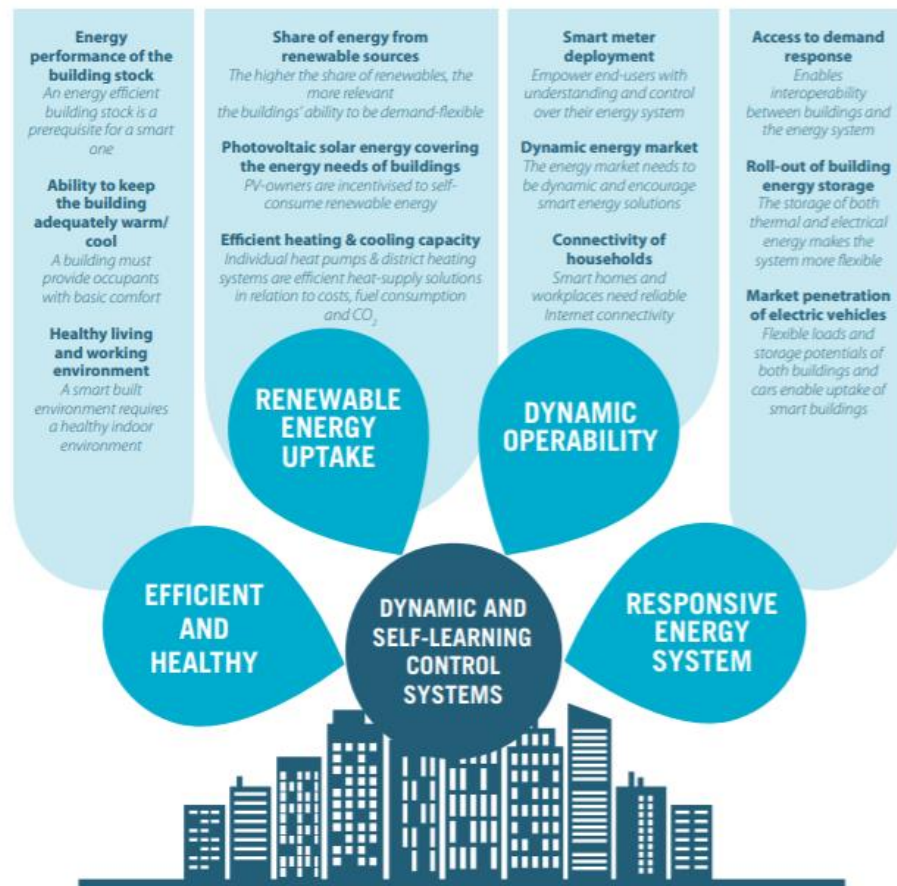 Energy
performance of the
building stock
An energy efficient
building stock is a
prerequisite for a smart
one
Ability to keep
the building
adequately warm/
cool
A building must
provide occupants
with basic comfort
Healthy living
and working
environment
A smart built
environment requires
a healthy indoor
environment
EFFICIENT
AND
HEALTHY
Share of energy from
renewable sources
The higher the share of renewables, the
more relevant
the buildings' ability to be demand-flexible
Photovoltaic solar energy covering
the energy needs of buildings
PV-owners are incentivised to self-
consume renewable energy
Efficient heating & cooling capacity
Individual heat pumps & district heating
systems are efficient heat-supply solutions
in relation to costs, fuel consumption
and CO₂
RENEWABLE
ENERGY
UPTAKE
Smart meter
deployment
Empower end-users with
understanding and control
over their energy system
Dynamic energy market
The energy market needs to
be dynamic and encourage
smart energy solutions
Connectivity of
households
Smart homes and
workplaces need reliable
Internet connectivity
DYNAMIC
OPERABILITY
Access to demand
response
Enables
interoperability
between buildings and
the energy system
Roll-out of building
energy storage
The storage of both
thermal and electrical
energy makes the
system more flexible
Market penetration
of electric vehicles
Flexible loads and
storage potentials of
both buildings and
cars enable uptake of
smart buildings
RESPONSIVE
ENERGY
SYSTEM
DYNAMIC AND
SELF-LEARNING
CONTROL
SYSTEMS